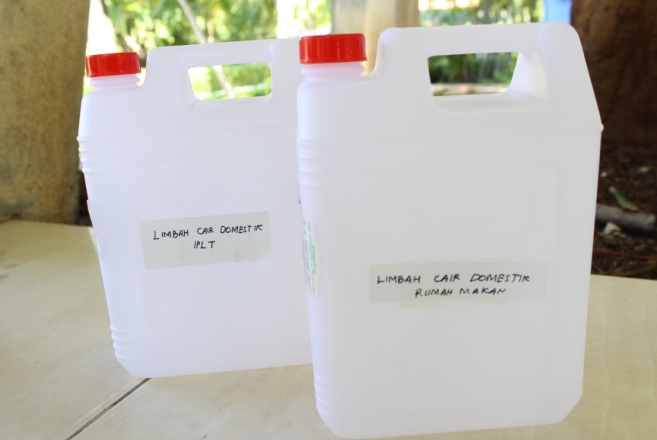 LIMBAH CAIR DOMESTIK
IPLT
LIMBAH CAIR DOMESTIK
RUMAH MAKAN